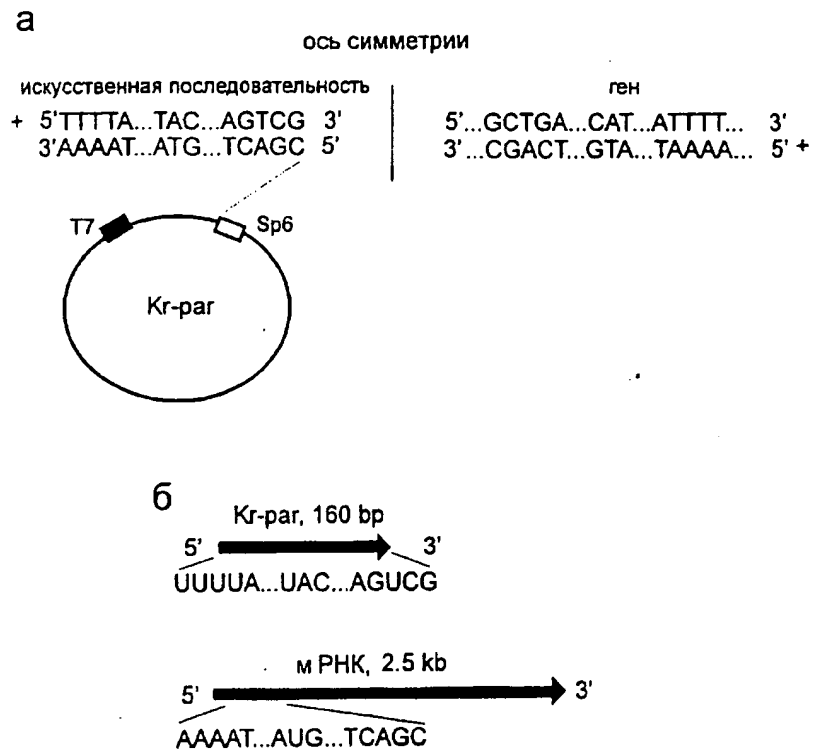 а
ось симметрии
искусственная последовательность
ген
+ 5'TTTTA...TAC...AGTCG 3'
5'...GCTGA...CAT...ATTTT... 3'
3'AAAAT...ATG...TCAGC 5'
3'...CGACT...GTA...TAAAA... 5' +
T7
Sp6
Kr-par
б
Kr-par, 160 bp
5' 3'
UUUUA...UAC...AGUCG
мРНК, 2.5 kb
5' 3'
AAAAT...AUG...TCAGC